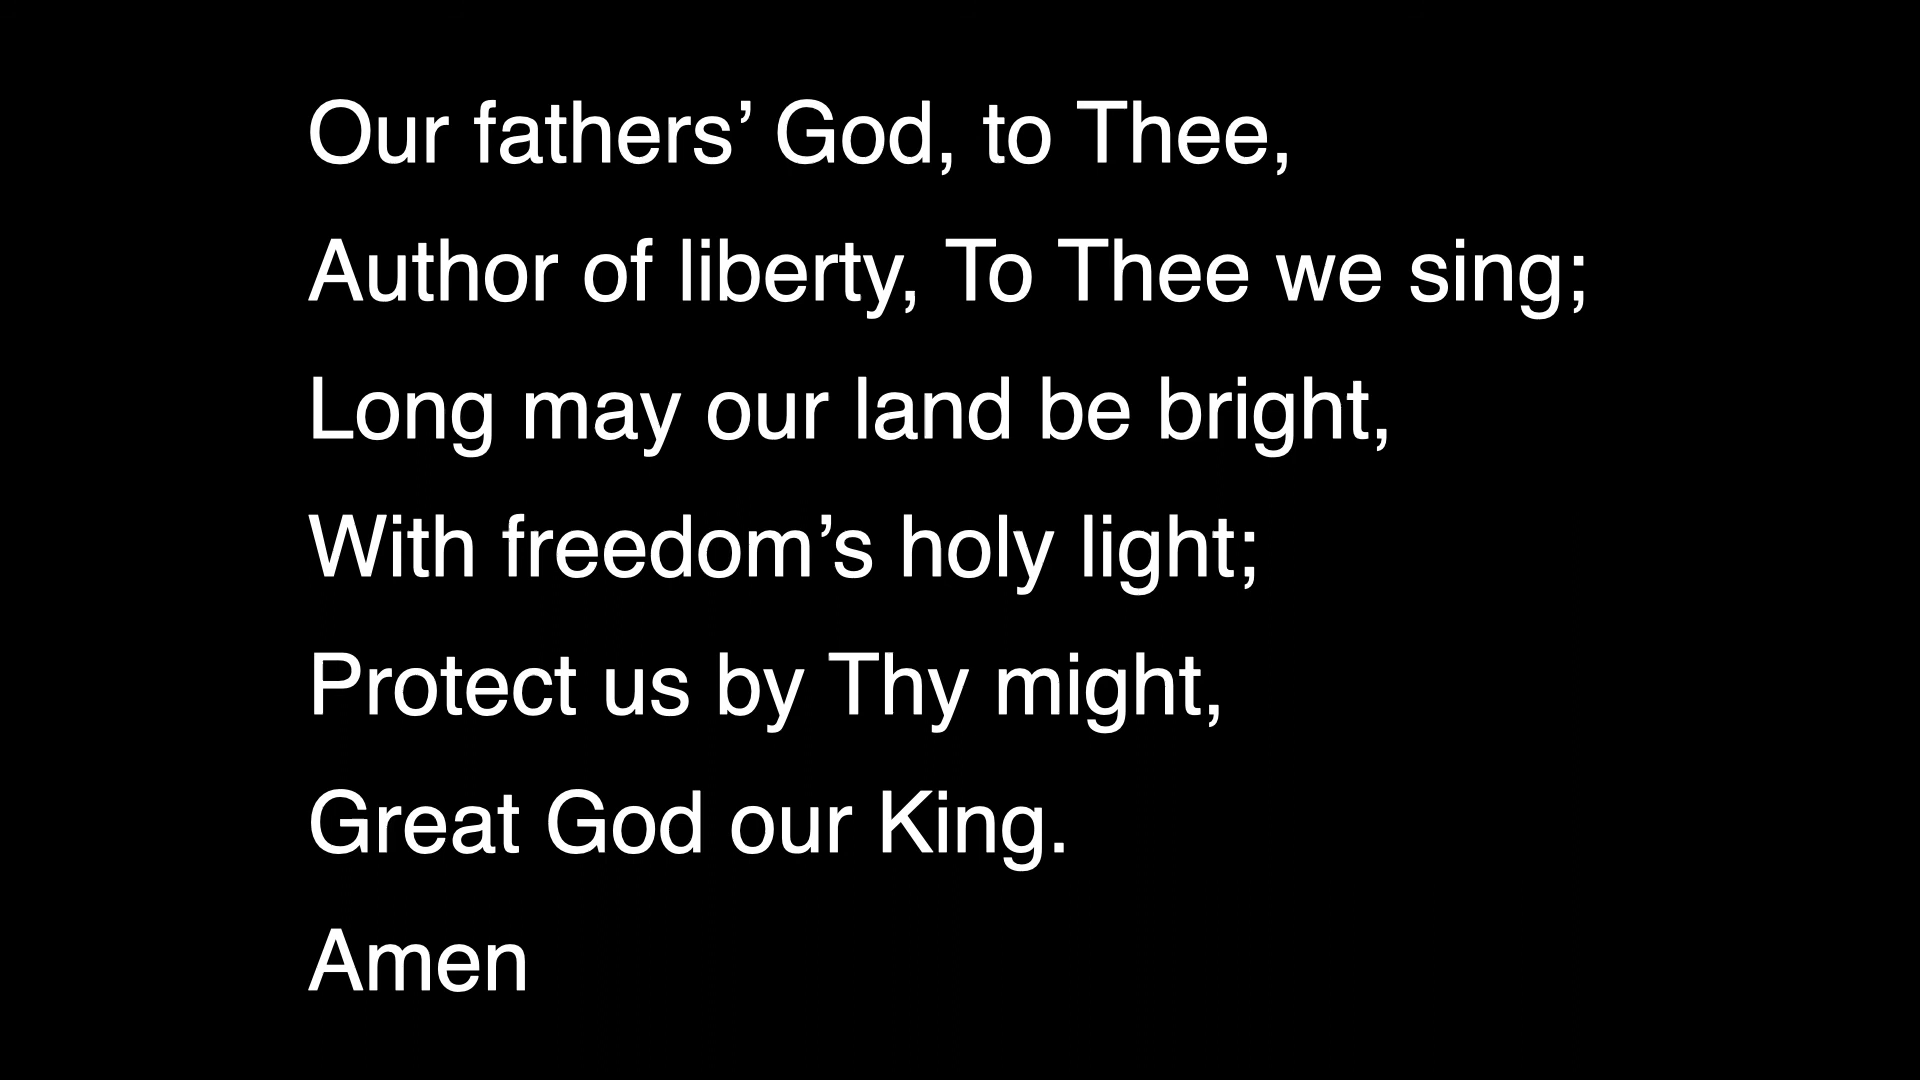 Our fathers’ God, to Thee,
Author of liberty, To Thee we sing;
Long may our land be bright,
With freedom’s holy light;
Protect us by Thy might,
Great God our King.
Amen